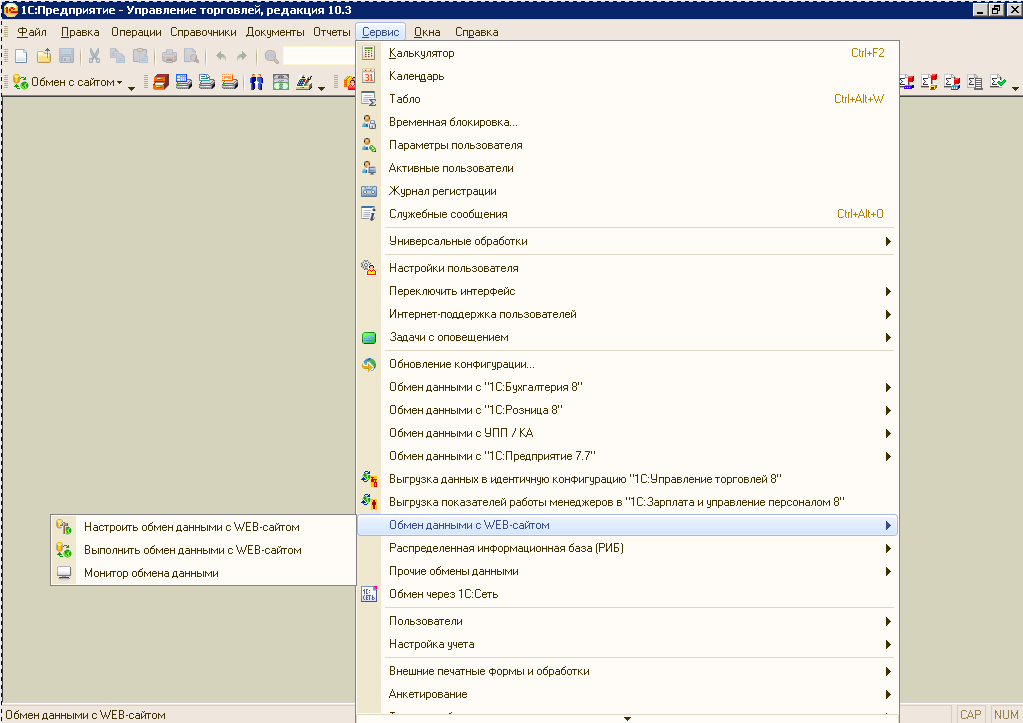 1С:Предприятие - Управление торговлей, редакция 10.3
Файл Правка Операции Справочники Документы Отчеты Сервис Окна Справка
Обмен с сайтом
Калькулятор Ctrl+F2
Календарь
Табло Ctrl+Alt+W
Временная блокировка...
Параметры пользователя
Активные пользователи
Журнал регистрации
Служебные сообщения Ctrl+Alt+O
Универсальные обработки
Настройки пользователя
Переключить интерфейс
Интернет-поддержка пользователей
Задачи с оповещением
Обновление конфигурации...
Обмен данными с "1С:Бухгалтерия 8"
Обмен данными с "1С:Розница 8"
Обмен данными с УПП / КА
Обмен данными с "1С:Предприятие 7.7"
Выгрузка данных в идентичную конфигурацию "1С:Управление торговлей 8"
Выгрузка показателей работы менеджеров в "1С:Зарплата и управление персоналом 8"
Обмен данными с WEB-сайтом
Настроить обмен данными с WEB-сайтом
Выполнить обмен данными с WEB-сайтом
Монитор обмена данными
Распределенная информационная база (РИБ)
Прочие обмены данными
Обмен через 1С:Сеть
Пользователи
Настройка учета
Внешние печатные формы и обработки
Анкетирование
Обмен данными с WEB-сайтом CAP NUM